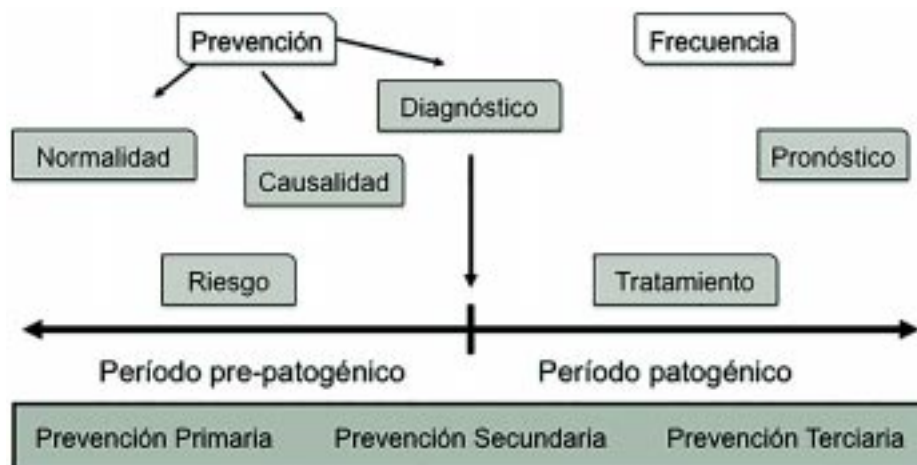 Prevención
Frecuencia
Diagnóstico
Normalidad
Causalidad
Pronóstico
Riesgo
Tratamiento
Período pre-patogénico
Período patogénico
Prevención Primaria
Prevención Secundaria
Prevención Terciaria